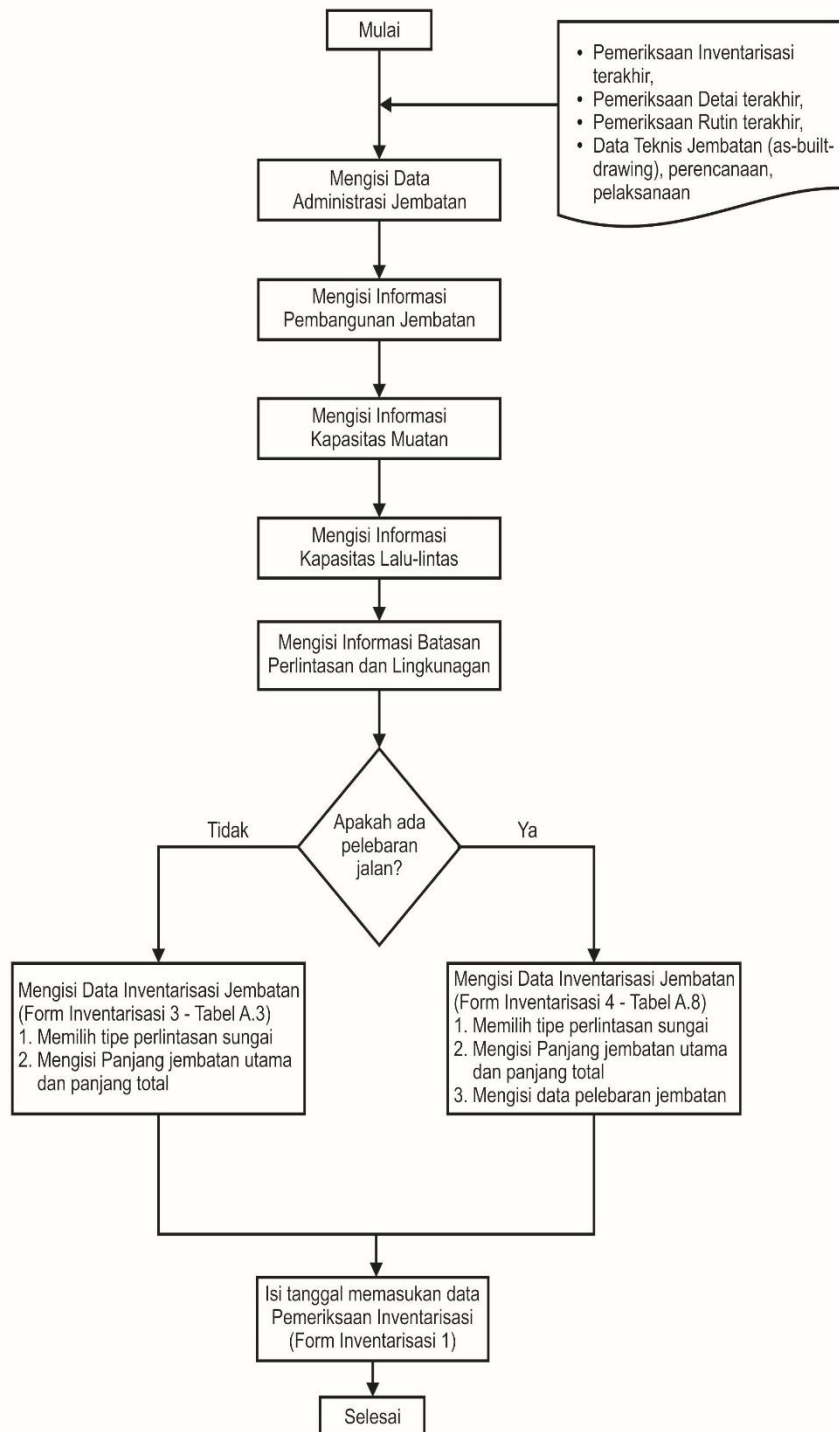 Mulai
• Pemeriksaan Inventarisasi
terakhir,
• Pemeriksaan Detai terakhir,
• Pemeriksaan Rutin terakhir,
• Data Teknis Jembatan (as-built-
drawing), perencanaan,
pelaksanaan
Mengisi Data
Administrasi Jembatan
Mengisi Informasi
Pembangunan Jembatan
Mengisi Informasi
Kapasitas Muatan
Mengisi Informasi
Kapasitas Lalu-lintas
Mengisi Informasi Batasan
Perlintasan dan Lingkunagan
Apakah ada
pelebaran
jalan?
Tidak
Ya
Mengisi Data Inventarisasi Jembatan
(Form Inventarisasi 3 - Tabel A.3)
1. Memilih tipe perlintasan sungai
2. Mengisi Panjang jembatan utama
dan panjang total
Mengisi Data Inventarisasi Jembatan
(Form Inventarisasi 4 - Tabel A.8)
1. Memilih tipe perlintasan sungai
2. Mengisi Panjang jembatan utama
dan panjang total
3. Mengisi data pelebaran jembatan
Isi tanggal memasukan data
Pemeriksaan Inventarisasi
(Form Inventarisasi 1)
Selesai